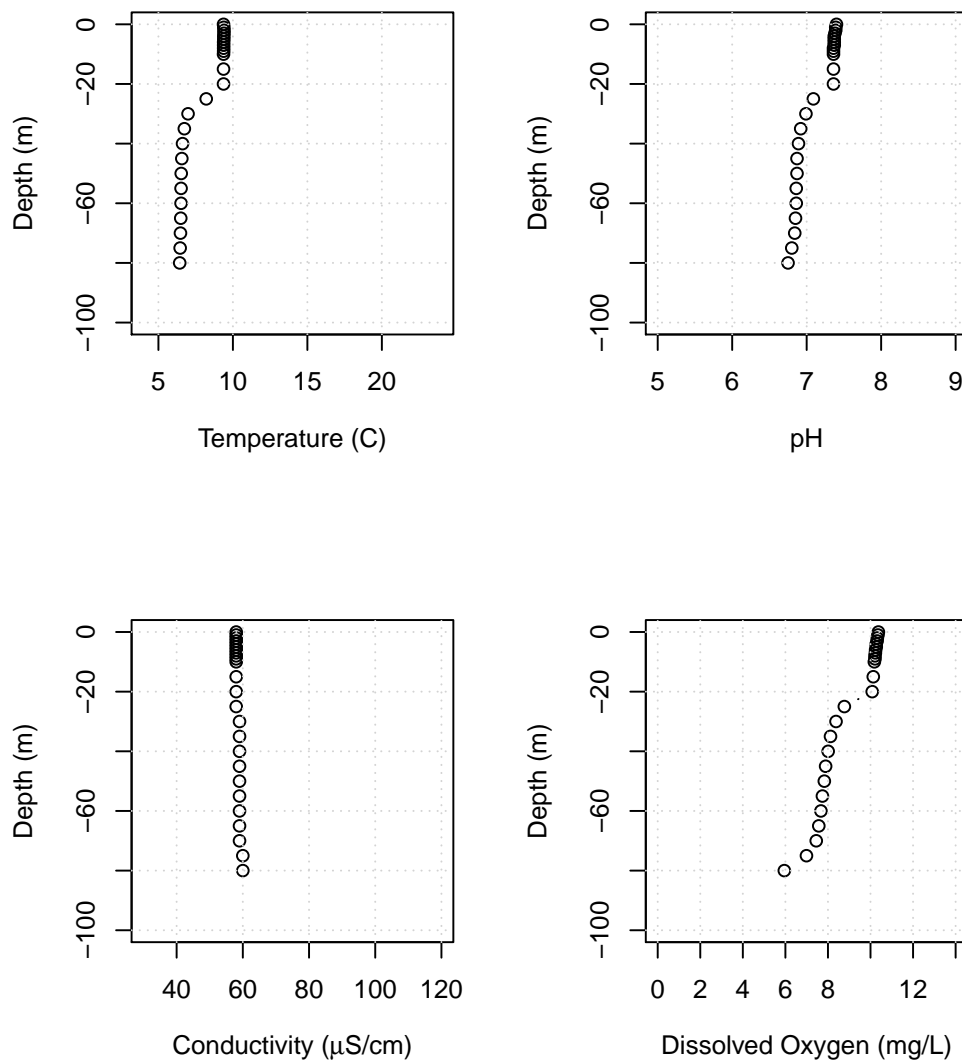 0
−20
−60
−100
Depth (m)
5 10 15 20
Temperature (C)
0
−20
−60
−100
Depth (m)
5 6 7 8 9
pH
0
−20
−60
−100
Depth (m)
40 60 80 100 120
Conductivity (μS/cm)
0
−20
−60
−100
Depth (m)
0 2 4 6 8 12
Dissolved Oxygen (mg/L)